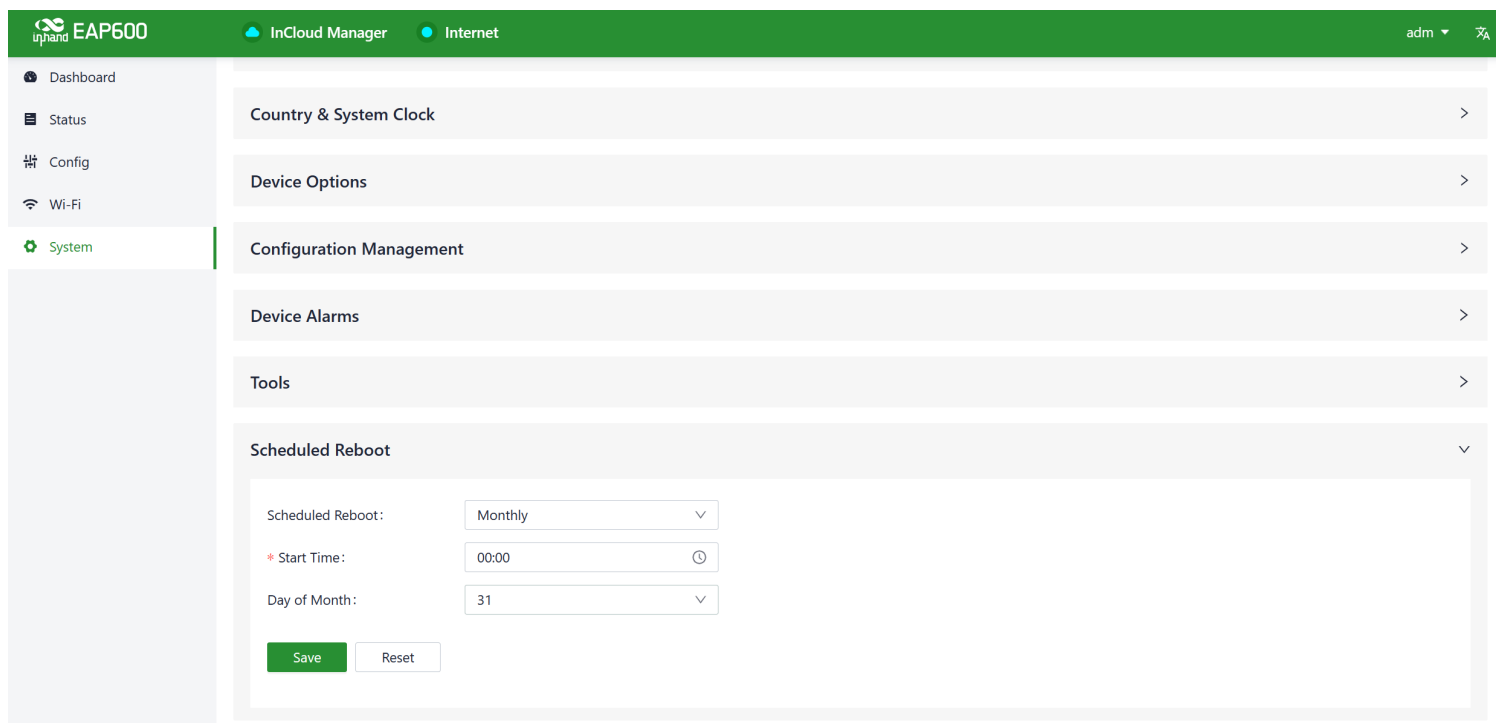 inhand EAP600
InCloud Manager
Internet
adm
Dashboard
Status
Config
Wi-Fi
System
Country & System Clock
Device Options
Configuration Management
Device Alarms
Tools
Scheduled Reboot
Scheduled Reboot:
Monthly
* Start Time:
00:00
Day of Month:
31
Save
Reset